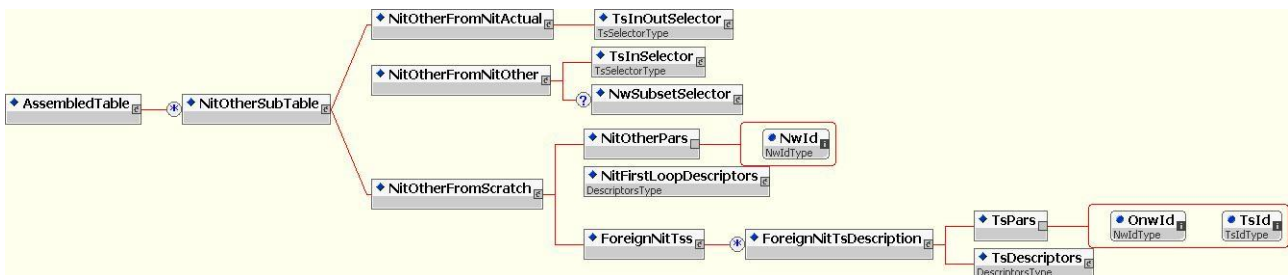 NitOtherFromNitActual
TsInOutSelector
TsSelectorType
NitOtherFromNitOther
TsInSelector
TsSelectorType
? NwSubsetSelector
AssembledTable
* NitOtherSubTable
NitOtherFromScratch
NitOtherPars
NwId
NwIdType
NitFirstLoopDescriptors
DescriptorsType
ForeignNitTss
* ForeignNitTsDescription
TsPars
OnwId
NwIdType
TsId
TsIdType
TsDescriptors
DescriptorsType